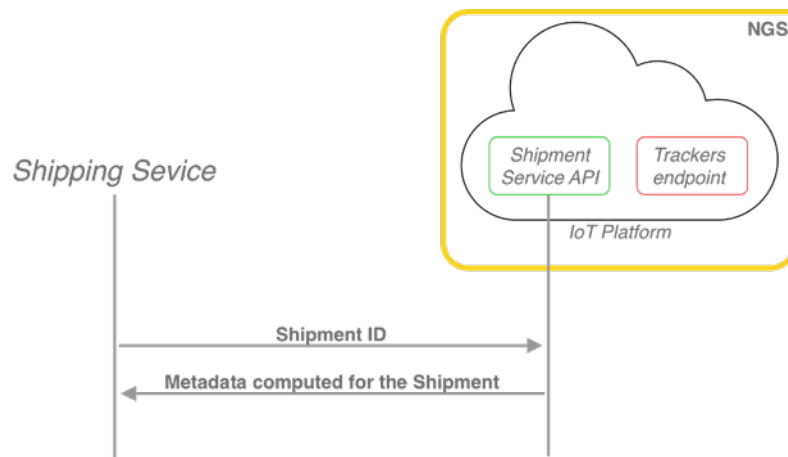 NGS
Shipment
Service API
Trackers
endpoint
Shipping Sevice
IoT Platform
Shipment ID
Metadata computed for the Shipment